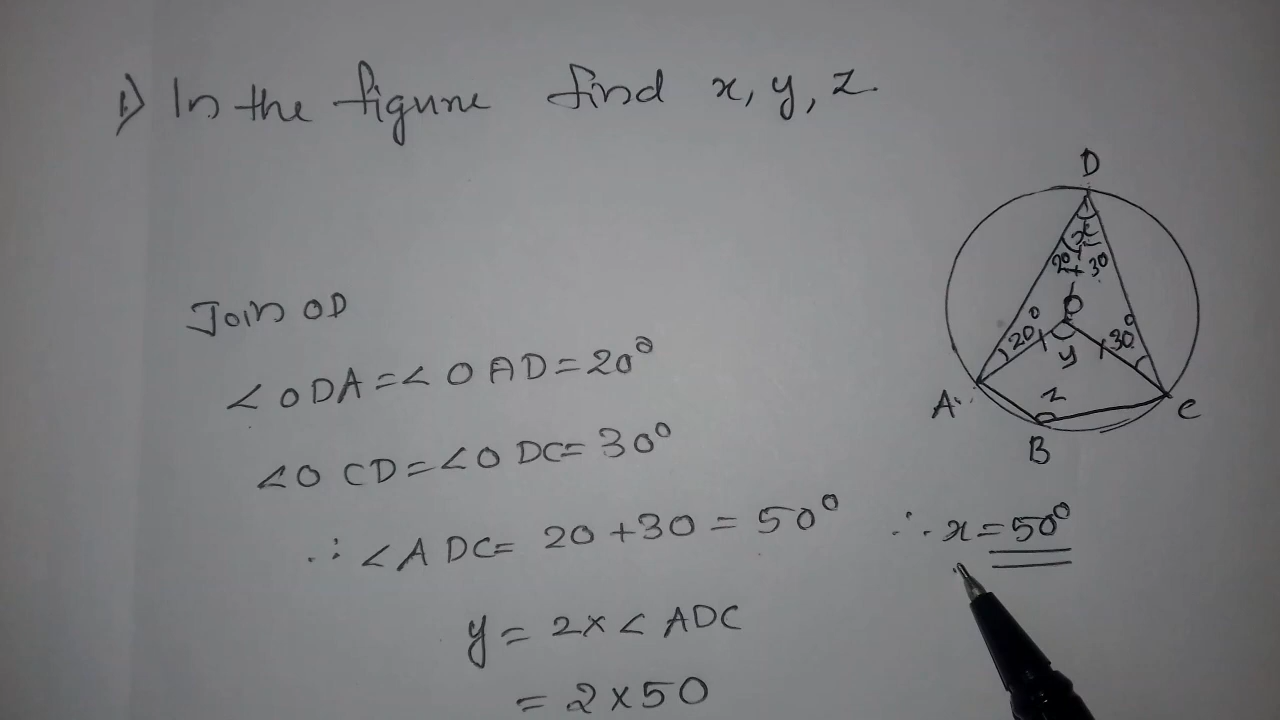 1) In the figure find x, y, z.
D
x
20 30
O
20° 30°
y
A z C
B
Join OD
∠ODA = ∠OAD = 20°
∠OCD = ∠ODC = 30°
∴ ∠ADC = 20 + 30 = 50° ∴ x = 50°
y = 2 × ∠ADC
= 2 × 50